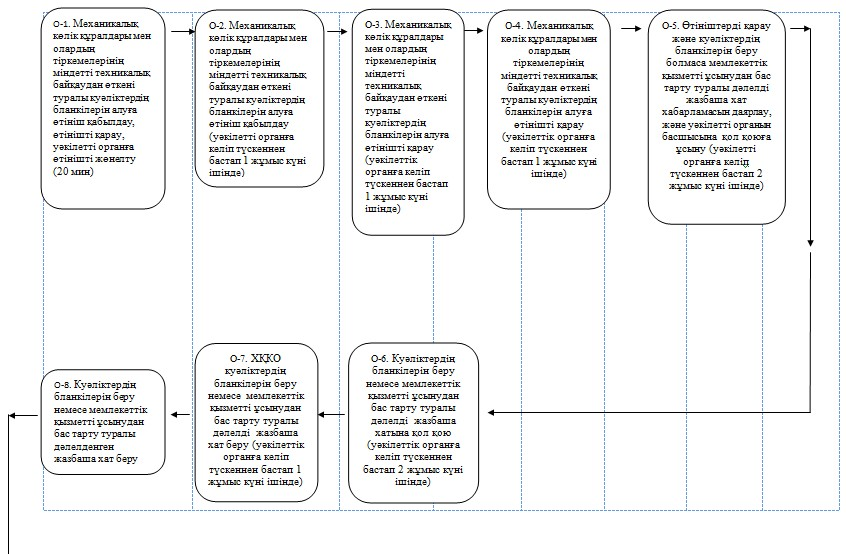 О-1. Механикалық
көлік құралдары мен
олардың
тіркемелерінің
міндетті техникалық
байқаудан өткені
туралы куәліктердің
бланкілерін алуға
өтініш қабылдау,
өтінішті қарау,
уәкілетті органға
өтінішті жөнелту
(20 мин)
О-2. Механикалық
көлік құралдары мен
олардың
тіркемелерінің
міндетті техникалық
байқаудан өткені
туралы куәліктердің
бланкілерін алуға
өтініш қабылдау
(уәкілетті органға
келіп түскеннен
бастап 1 жұмыс күні
ішінде)
О-3. Механикалық
көлік құралдары
мен олардың
тіркемелерінің
міндетті
техникалық
байқаудан өткені
туралы
куәліктердің
бланкілерін алуға
өтінішті қарау
(уәкілеттік
органға келіп
түскеннен бастап
1 жұмыс күні
ішінде)
О-4. Механикалық
көлік құралдары мен
олардың
тіркемелерінің
міндетті техникалық
байқаудан өткені
туралы куәліктердің
бланкілерін алуға
өтінішті қарау
(уәкілеттік органға
келіп түскеннен
бастап 1 жұмыс күні
ішінде)
О-5. Өтініштерді қарау
және куәліктердің
бланкілерін беру
болмаса мемлекеттік
қызметті ұсынудан бас
тарту туралы дәлелді
жазбаша хат
хабарламасын даярлау,
және уәкілетті органын
басшысына қол қоюға
ұсыну (уәкілетті
органға келіп
түскеннен бастап 2
жұмыс күні ішінде)
О-8. Куәліктердің
бланкілерін беру
немесе мемлекеттік
қызметті ұсынудан
бас тарту туралы
дәлелденген
жазбаша хат беру
О-7. ХҚКО
куәліктердің
бланкілерін беру
немесе мемлекеттік
қызметті ұсынудан
бас тарту туралы
дәлелді жазбаша
хат беру (уәкілеттік
органға келіп
түскеннен бастап 1
жұмыс күні ішінде)
О-6. Куәліктердің
бланкілерін беру
немесе мемлекеттік
қызметті ұсынудан
бас тарту туралы
дәлелді жазбаша
хатына қол қою
(уәкілеттік органға
келіп түскеннен
бастап 2 жұмыс күні
ішінде)